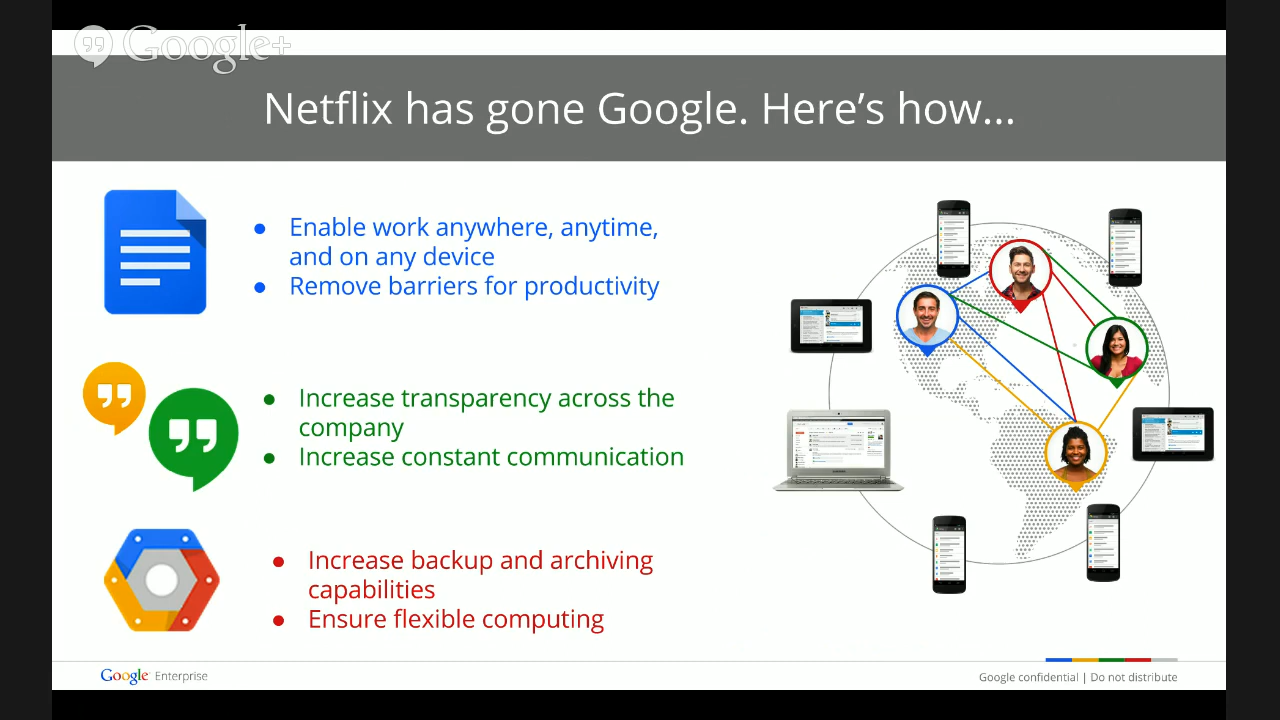 Google+
Netflix has gone Google. Here's how...
● Enable work anywhere, anytime,
and on any device
● Remove barriers for productivity
● Increase transparency across the
company
● Increase constant communication
● Increase backup and archiving
capabilities
● Ensure flexible computing
Google Enterprise
Google confidential | Do not distribute